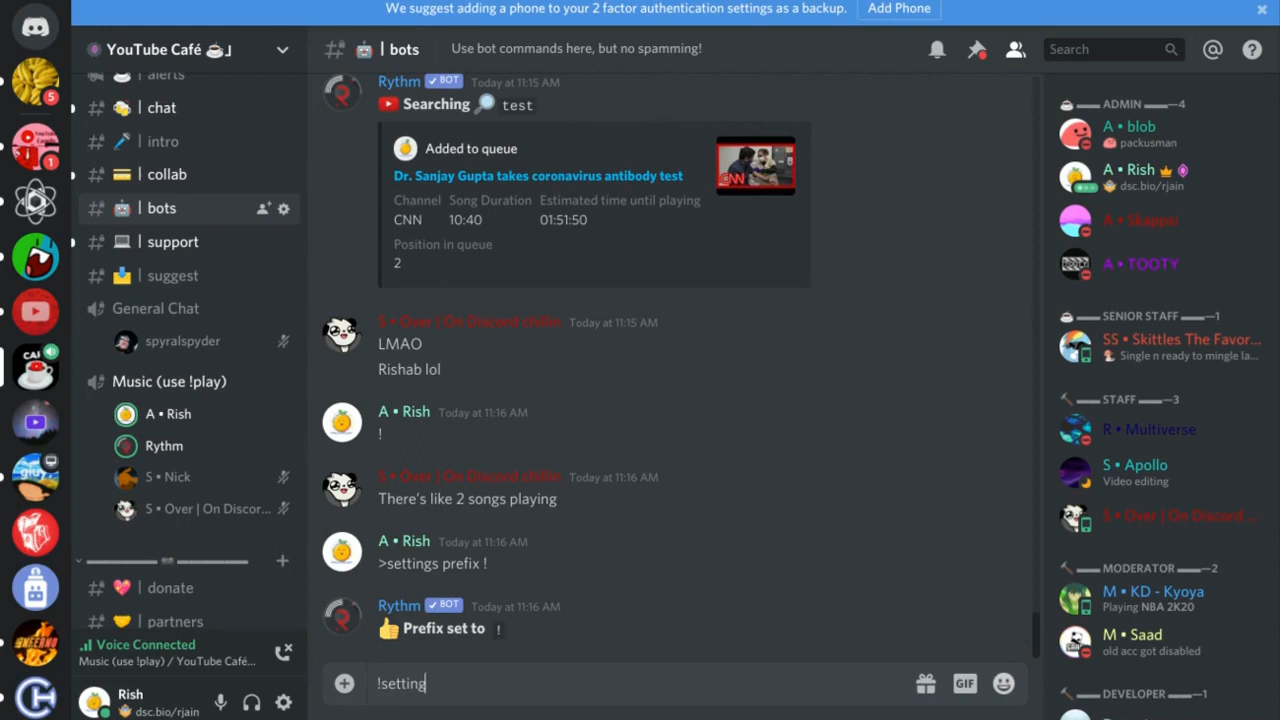 We suggest adding a phone to your 2 factor authentication settings as a backup. Add Phone
YouTube Café ☕」
alerts
| chat
| intro
| collab
| bots
| support
| suggest
General Chat
spyralspyder
Music (use !play)
A • Rish
Rythm
S • Nick
S • Over | On Discor...
| donate
| partners
Voice Connected
Music (use !play) / YouTube Café...
Rish
dsc.bio/rjain
5
1
| bots Use bot commands here, but no spamming!
Search
Rythm BOT Today at 11:15 AM
Searching test
Added to queue
Dr. Sanjay Gupta takes coronavirus antibody test
Channel Song Duration Estimated time until playing
CNN 10:40 01:51:50
Position in queue
2
CNN
S • Over | On Discord chillin Today at 11:15 AM
LMAO
Rishab lol
A • Rish Today at 11:16 AM
!
S • Over | On Discord chillin Today at 11:16 AM
There's like 2 songs playing
A • Rish Today at 11:16 AM
>settings prefix !
Rythm BOT Today at 11:16 AM
Prefix set to !
!setting
GIF
ADMIN —4
A • blob
packusman
A • Rish
dsc.bio/rjain
A • Skappsi
A • TOOTY
SENIOR STAFF —1
SS • Skittles The Favor...
Single n ready to mingle la...
STAFF —3
R • Multiverse
S • Apollo
Video editing
S • Over | On Discord ...
MODERATOR —2
M • KD - Kyoya
Playing NBA 2K20
M • Saad
old acc got disabled
DEVELOPER —1